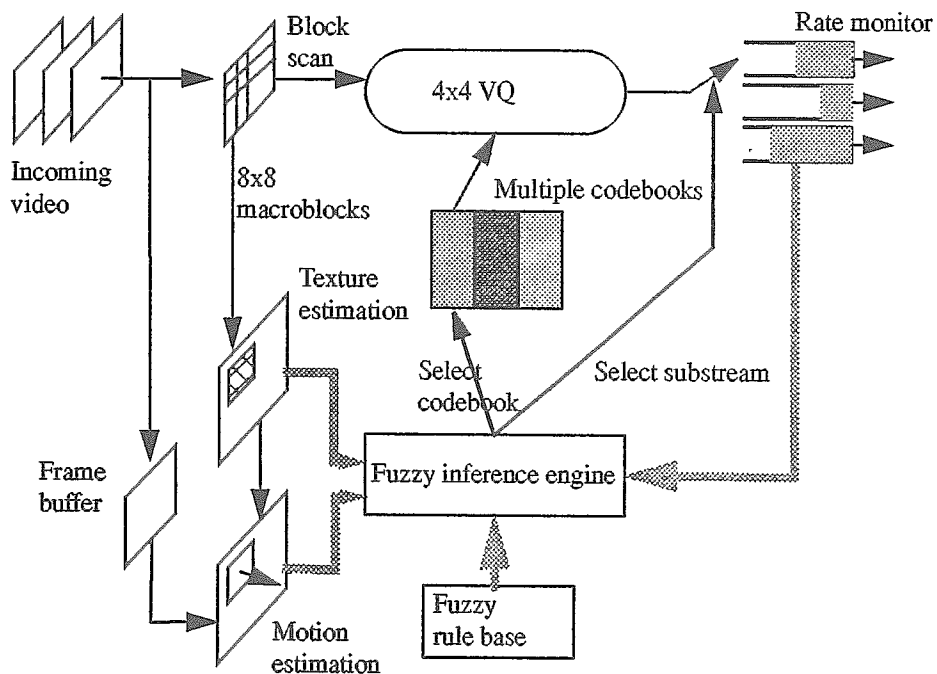 Block
scan
Rate monitor
4x4 VQ
Incoming
video
8x8
macroblocks
Multiple codebooks
Texture
estimation
Select
codebook
Select substream
Frame
buffer
Fuzzy inference engine
Fuzzy
rule base
Motion
estimation